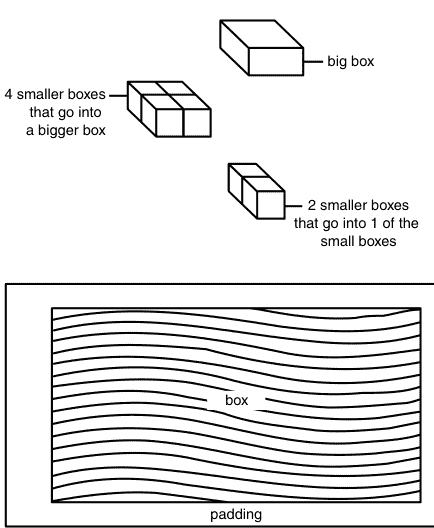 big box
4 smaller boxes
that go into
a bigger box
2 smaller boxes
that go into 1 of the
small boxes
box
padding